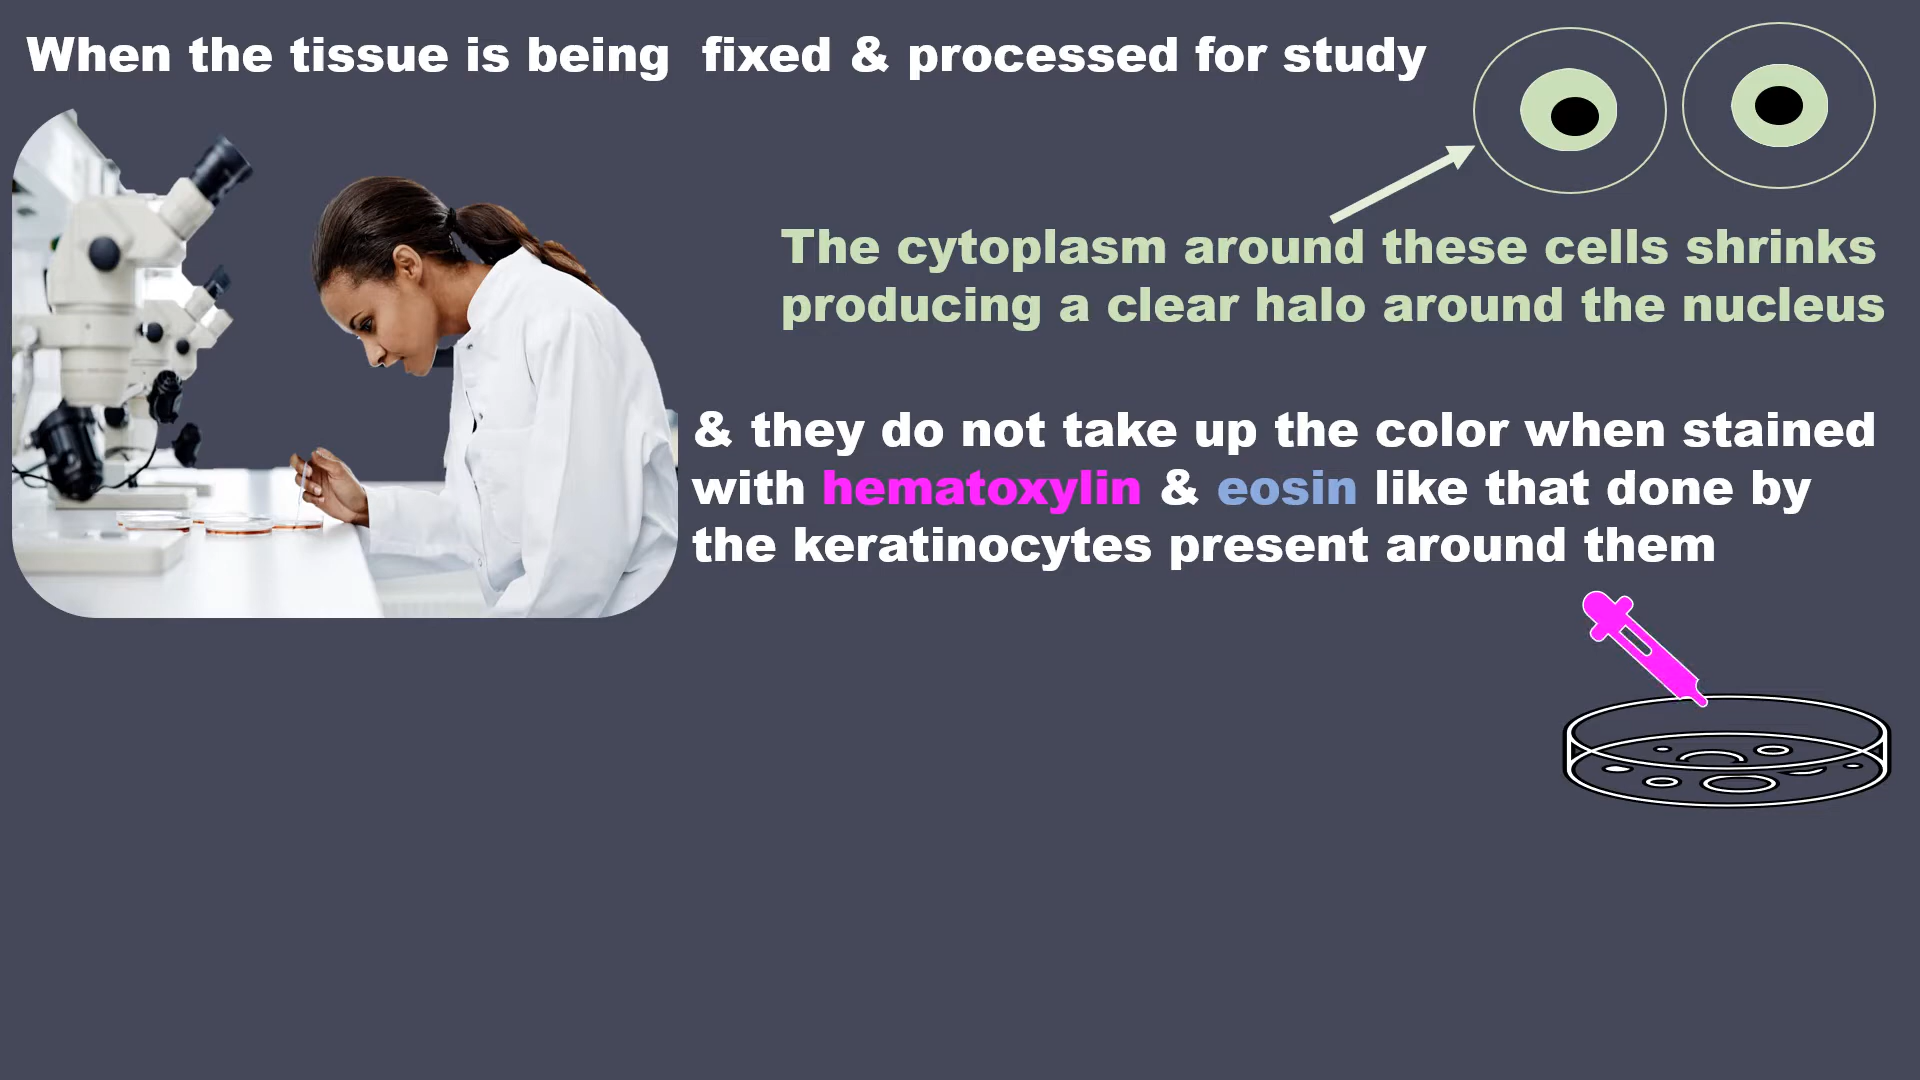 When the tissue is being  fixed & processed for study
The cytoplasm around these cells shrinks
producing a clear halo around the nucleus
& they do not take up the color when stained
with hematoxylin & eosin like that done by
the keratinocytes present around them